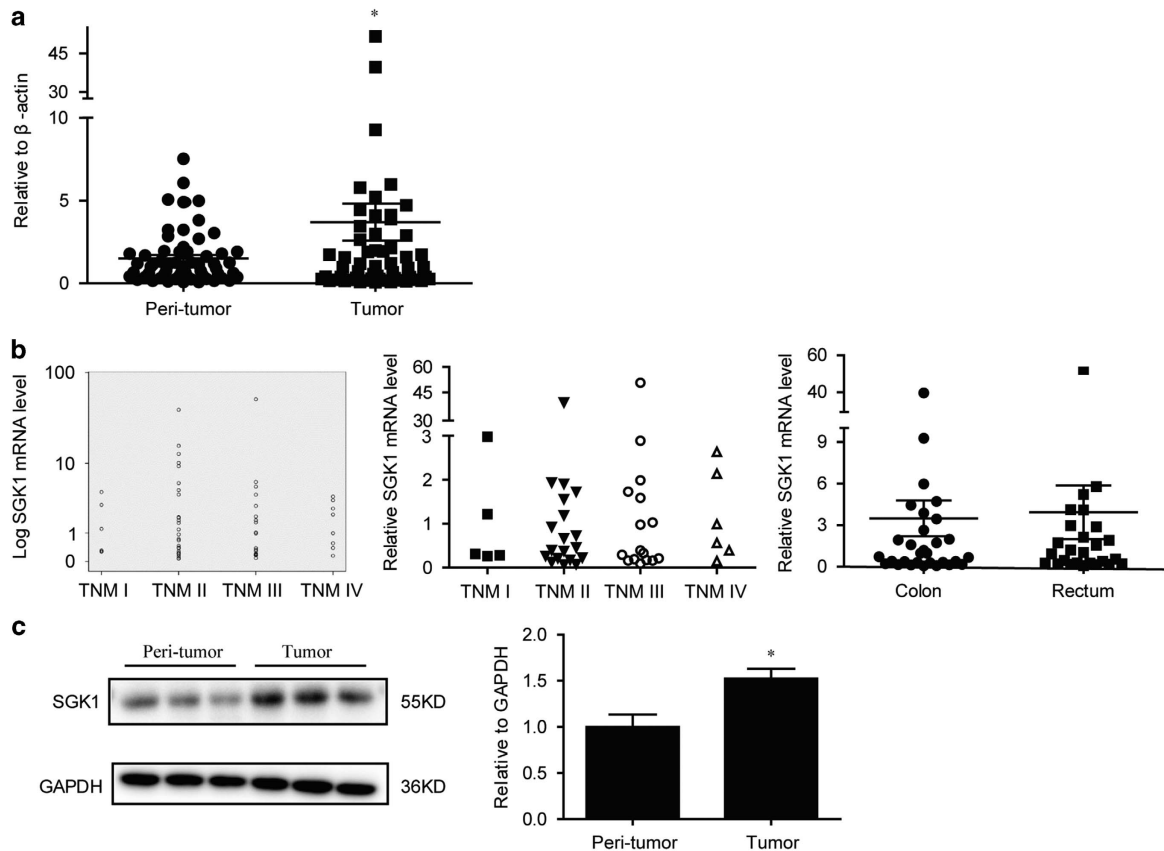 a
*
Relative to β -actin
45
30
10
5
0
Peri-tumor
Tumor
b
Log SGK1 mRNA level
100
10
1
0
TNM I
TNM II
TNM III
TNM IV
Relative SGK1 mRNA level
60
45
30
3
2
1
0
TNM I
TNM II
TNM III
TNM IV
Relative SGK1 mRNA level
60
40
20
9
6
3
0
Colon
Rectum
c
Peri-tumor
Tumor
SGK1
55KD
GAPDH
36KD
Relative to GAPDH
2.0
1.5
1.0
0.5
0.0
*
Peri-tumor
Tumor